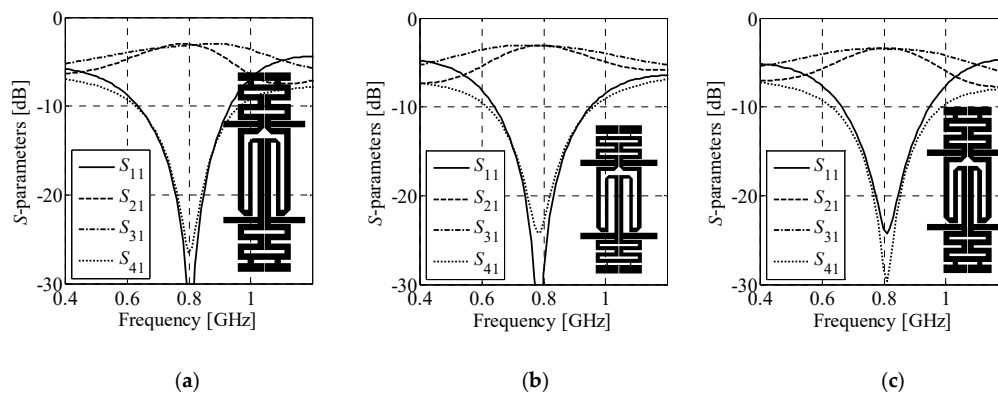 0
-10
-20
-30
S-parameters [dB]
S11
S21
S31
S41
0.4 0.6 0.8 1
Frequency [GHz]
(a)
0
-10
-20
-30
S-parameters [dB]
S11
S21
S31
S41
0.4 0.6 0.8 1
Frequency [GHz]
(b)
0
-10
-20
-30
S-parameters [dB]
S11
S21
S31
S41
0.4 0.6 0.8 1
Frequency [GHz]
(c)